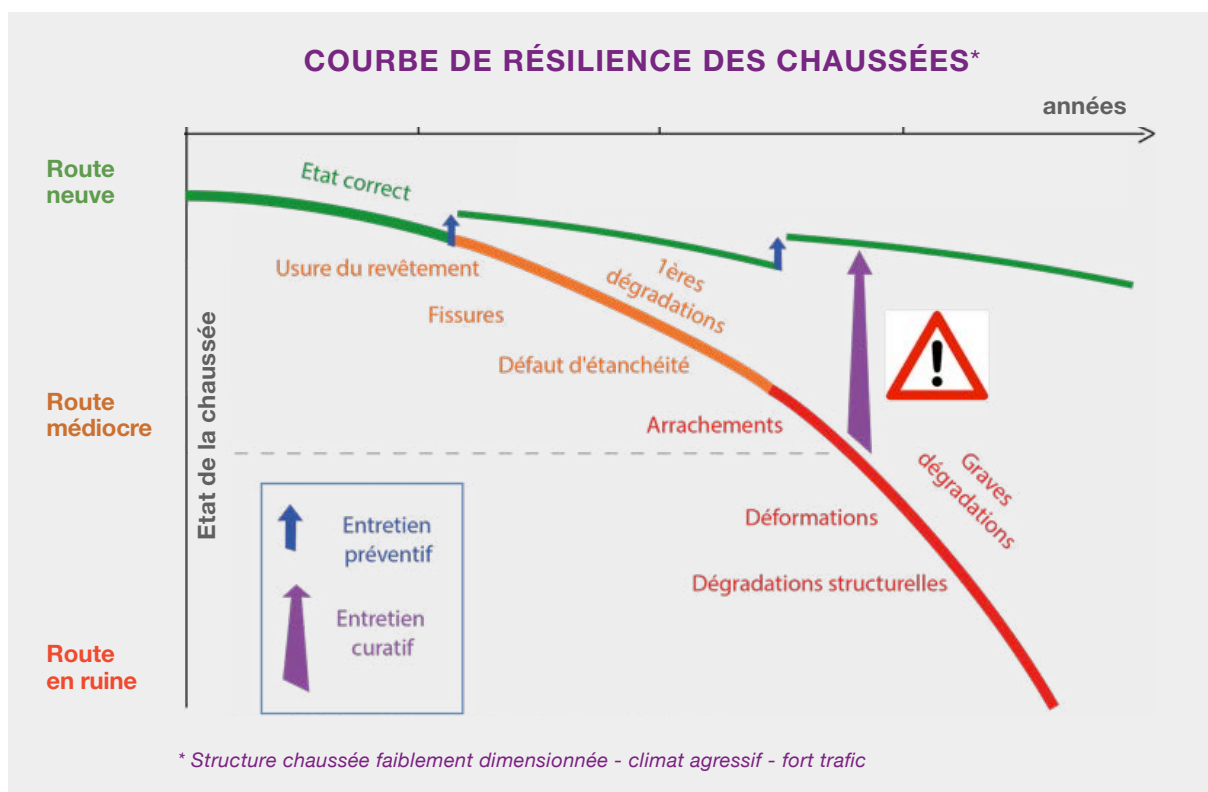 COURBE DE RÉSILIENCE DES CHAUSSÉES*
années
Route
neuve
Etat correct
Usure du revêtement
1ères
dégradations
Fissures
Défaut d'étanchéité
Route
médiocre
Etat de la chaussée
Arrachements
Graves
dégradations
Déformations
Dégradations structurelles
Entretien
préventif
Entretien
curatif
Route
en ruine
* Structure chaussée faiblement dimensionnée - climat agressif - fort trafic